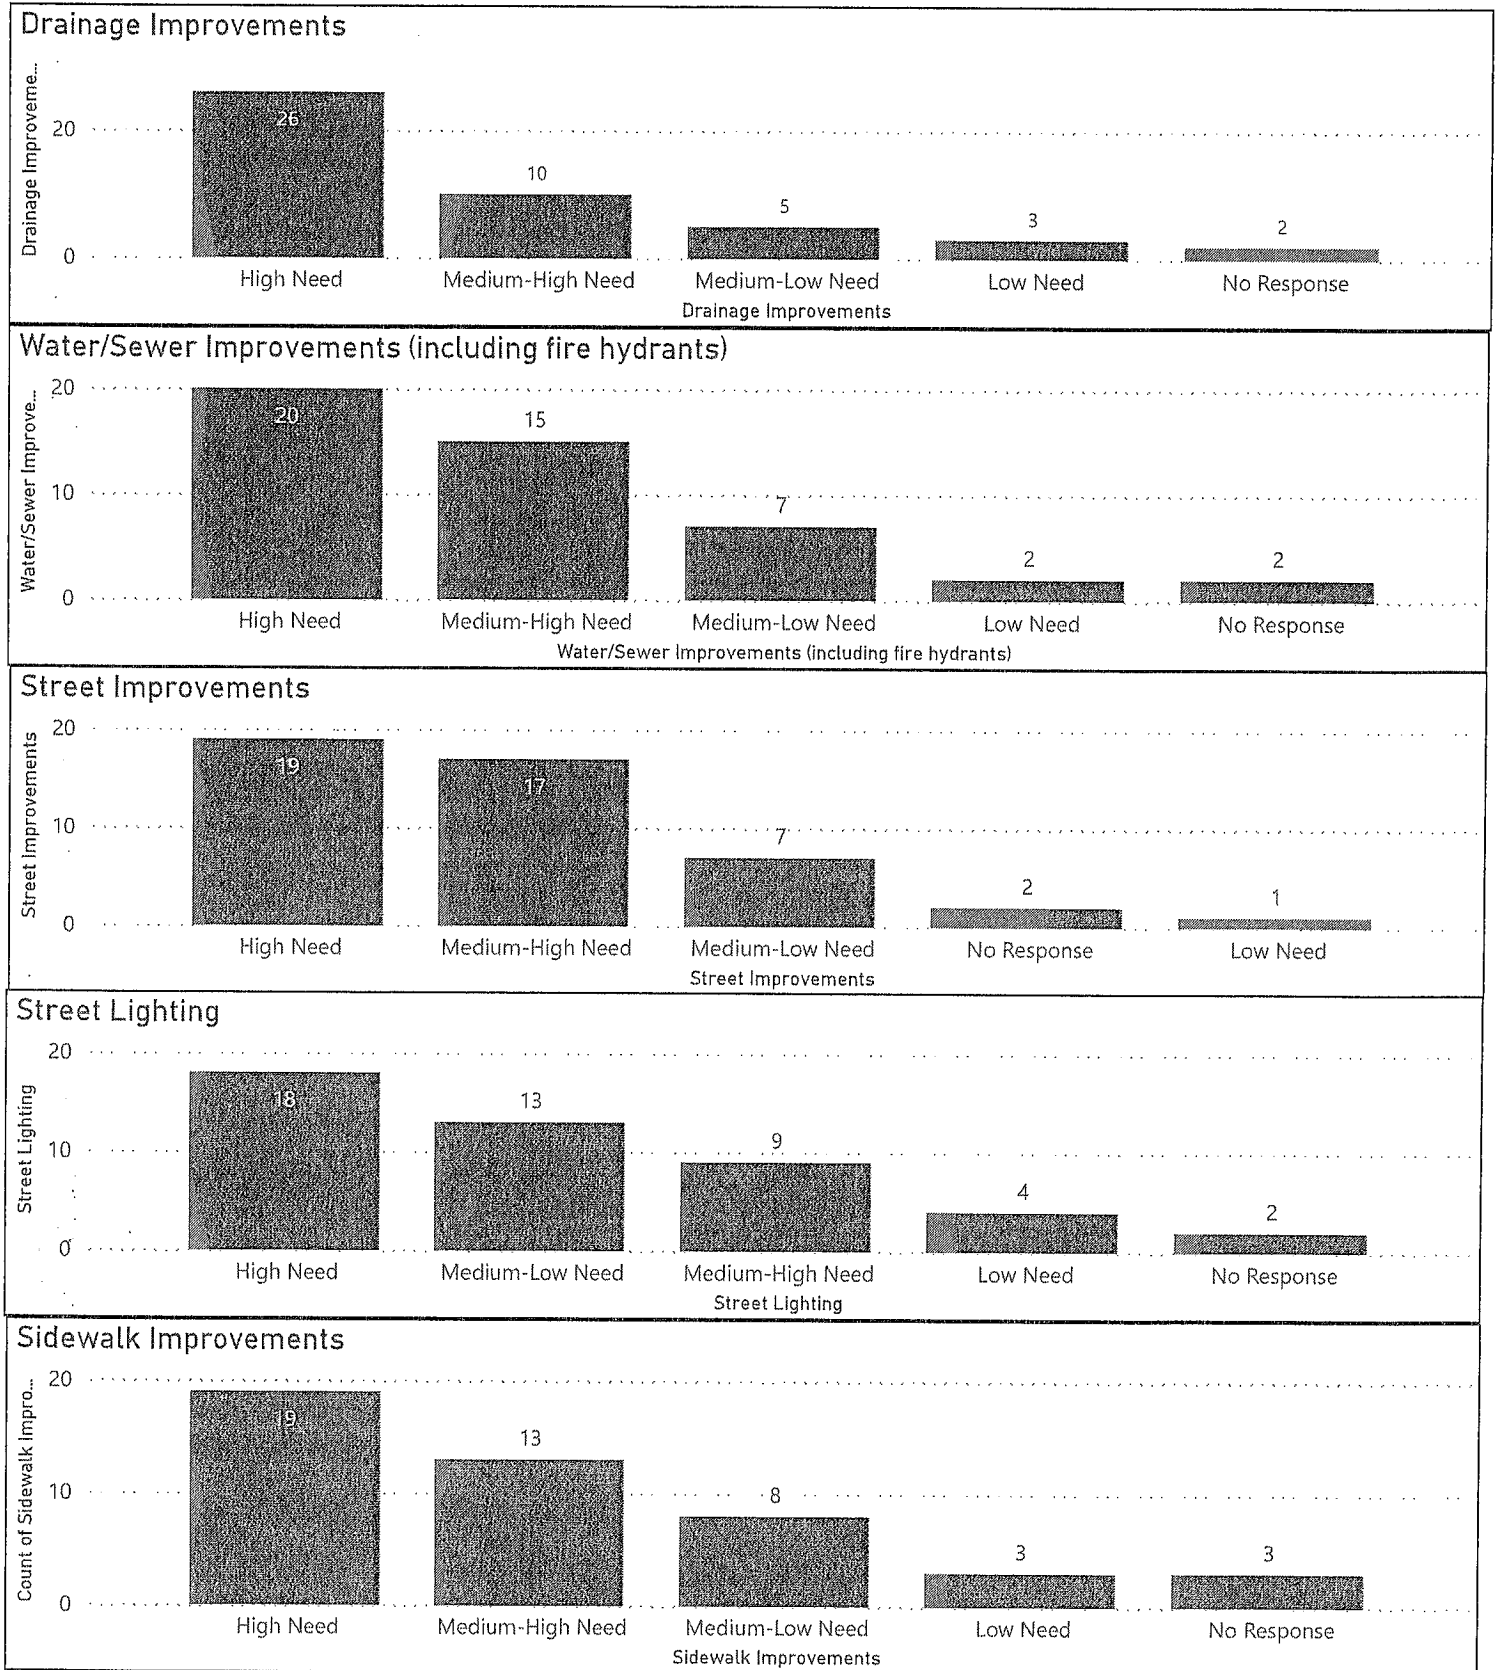 Drainage Improvements
Drainage Improveme...
20
0
26
10
5
3
2
High Need Medium-High Need Medium-Low Need Low Need No Response
Drainage Improvements
Water/Sewer Improvements (including fire hydrants)
Water/Sewer Improve...
20
10
0
20
15
7
2
2
High Need Medium-High Need Medium-Low Need Low Need No Response
Water/Sewer Improvements (including fire hydrants)
Street Improvements
Street Improvements
20
10
0
19
17
7
2
1
High Need Medium-High Need Medium-Low Need No Response Low Need
Street Improvements
Street Lighting
Street Lighting
20
10
0
18
13
9
4
2
High Need Medium-Low Need Medium-High Need Low Need No Response
Street Lighting
Sidewalk Improvements
Count of Sidewalk Impro...
20
10
0
19
13
8
3
3
High Need Medium-High Need Medium-Low Need Low Need No Response
Sidewalk Improvements